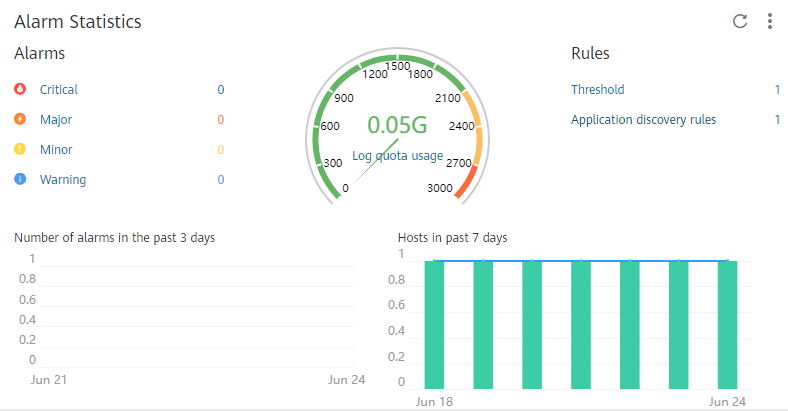 Alarm Statistics
Alarms
Critical 0
Major 0
Minor 0
Warning 0
0
300
600
900
1200
1500
1800
2100
2400
2700
3000
0.05G
Log quota usage
Rules
Threshold 1
Application discovery rules 1
Number of alarms in the past 3 days
1
0.8
0.6
0.4
0.2
0
Jun 21 Jun 24
Hosts in past 7 days
1
0.8
0.6
0.4
0.2
0
Jun 18 Jun 24